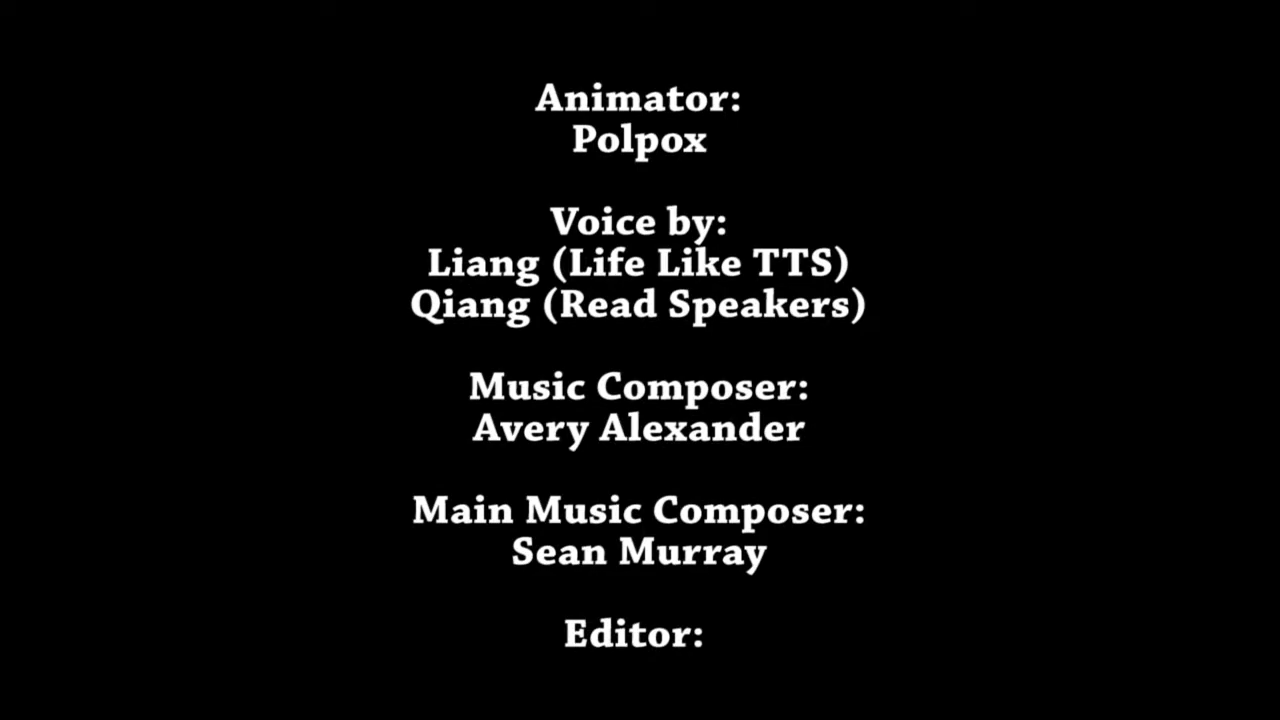 Animator:
Polpox
Voice by:
Liang (Life Like TTS)
Qiang (Read Speakers)
Music Composer:
Avery Alexander
Main Music Composer:
Sean Murray
Editor: